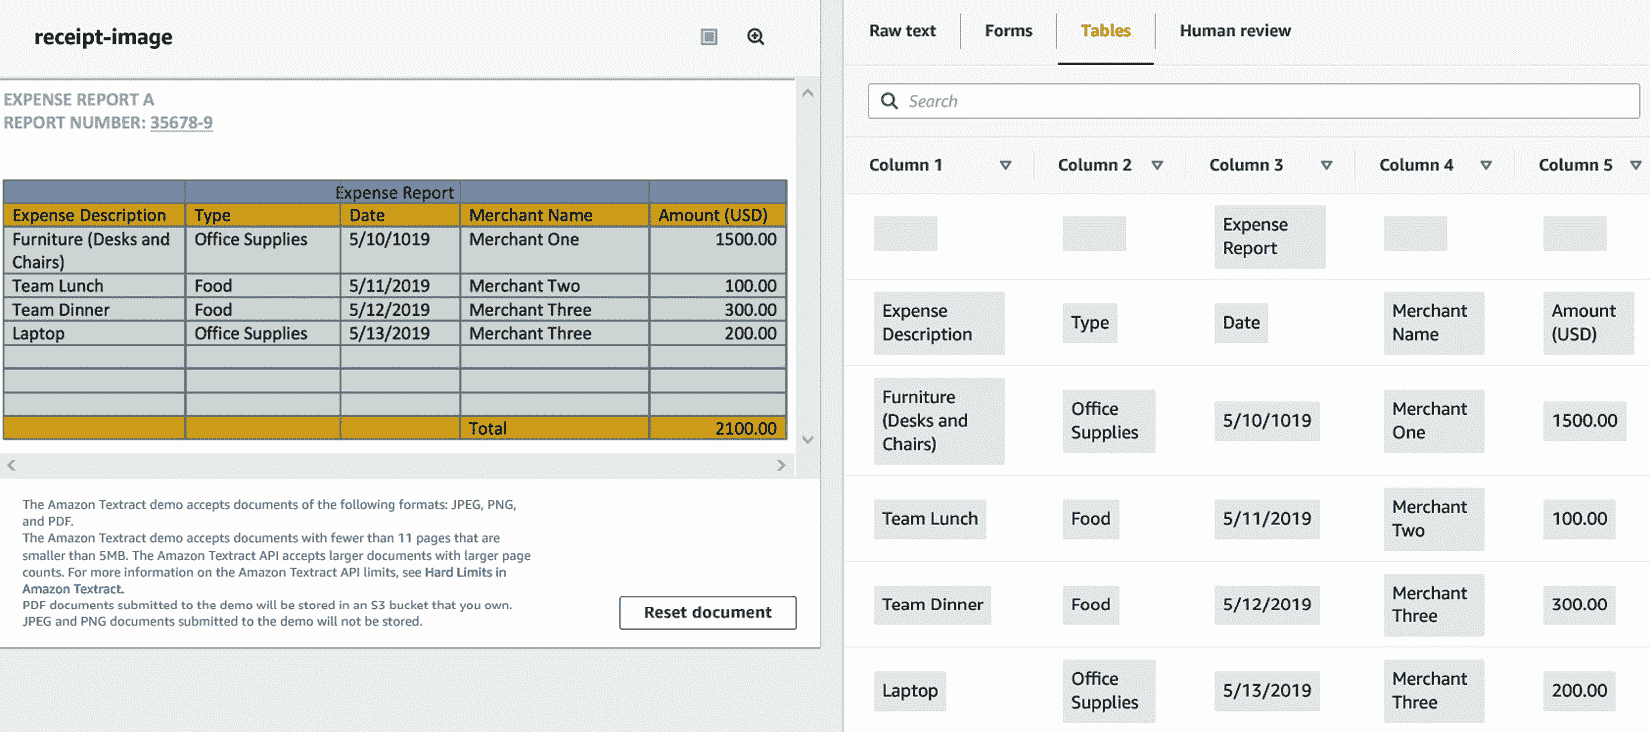 receipt-image
EXPENSE REPORT A
REPORT NUMBER: 35678-9
Expense Report
Expense Description Type Date Merchant Name Amount (USD)
Furniture (Desks and Office Supplies 5/10/1019 Merchant One 1500.00
Chairs)
Team Lunch Food 5/11/2019 Merchant Two 100.00
Team Dinner Food 5/12/2019 Merchant Three 300.00
Laptop Office Supplies 5/13/2019 Merchant Three 200.00
Total 2100.00
The Amazon Textract demo accepts documents of the following formats: JPEG, PNG,
and PDF.
The Amazon Textract demo accepts documents with fewer than 11 pages that are
smaller than 5MB. The Amazon Textract API accepts larger documents with larger page
counts. For more information on the Amazon Textract API limits, see Hard Limits in
Amazon Textract.
PDF documents submitted to the demo will be stored in an S3 bucket that you own.
JPEG and PNG documents submitted to the demo will not be stored.
Reset document
Raw text Forms Tables Human review
Search
Column 1 Column 2 Column 3 Column 4 Column 5
Expense
Report
Expense Merchant Amount
Type Date
Description Name (USD)
Furniture
Office Merchant
(Desks and 5/10/1019 1500.00
Supplies One
Chairs)
Merchant
Team Lunch Food 5/11/2019 100.00
Two
Merchant
Team Dinner Food 5/12/2019 300.00
Three
Office Merchant
Laptop 5/13/2019 200.00
Supplies Three